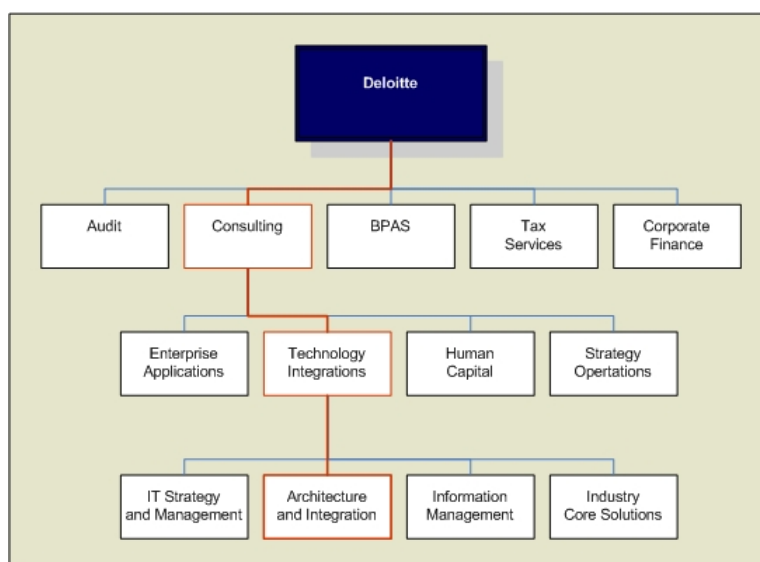 Deloitte
Audit
Consulting
BPAS
Tax
Services
Corporate
Finance
Enterprise
Applications
Technology
Integrations
Human
Capital
Strategy
Opertations
IT Strategy
and Management
Architecture
and Integration
Information
Management
Industry
Core Solutions